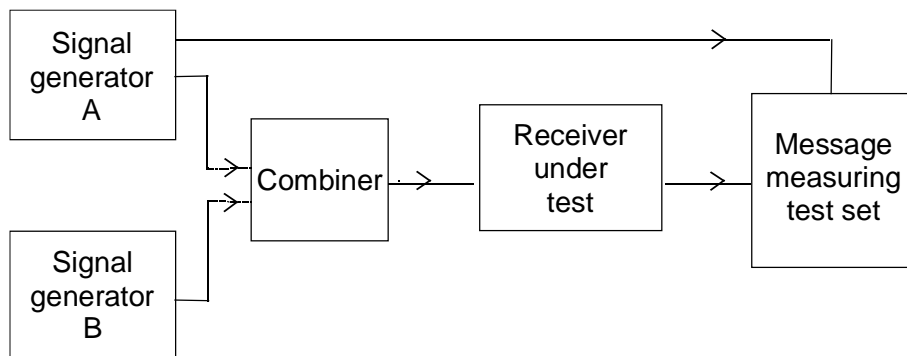 Signal
generator
A
Combiner
Receiver
under
test
Message
measuring
test set
Signal
generator
B